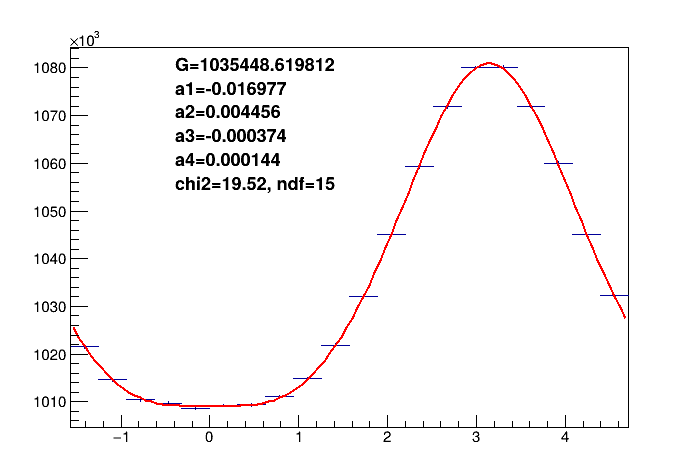 ×10³
G=1035448.619812
a1=-0.016977
a2=0.004456
a3=-0.000374
a4=0.000144
chi2=19.52, ndf=15
1080
1070
1060
1050
1040
1030
1020
1010
−1 0 1 2 3 4